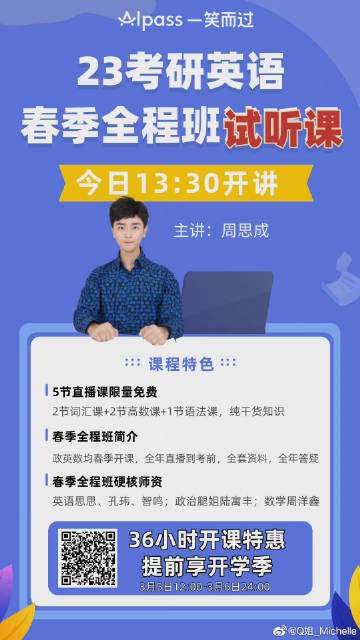 Alpass 一笑而过
23考研英语
春季全程班试听课
今日13:30开讲
主讲：周思成
课程特色
5节直播课限量免费
2节词汇课+2节高数课+1节语法课，纯干货知识
春季全程班简介
政英数均春季开课，全年直播到考前，全套资料，全年答疑
春季全程班硬核师资
英语思思、孔玮、智鸣；政治腿姐陆寓丰；数学周洋鑫
36小时开课特惠
提前享开学季
3月5日12:00-3月6日24:00
@Q姐_Michelle